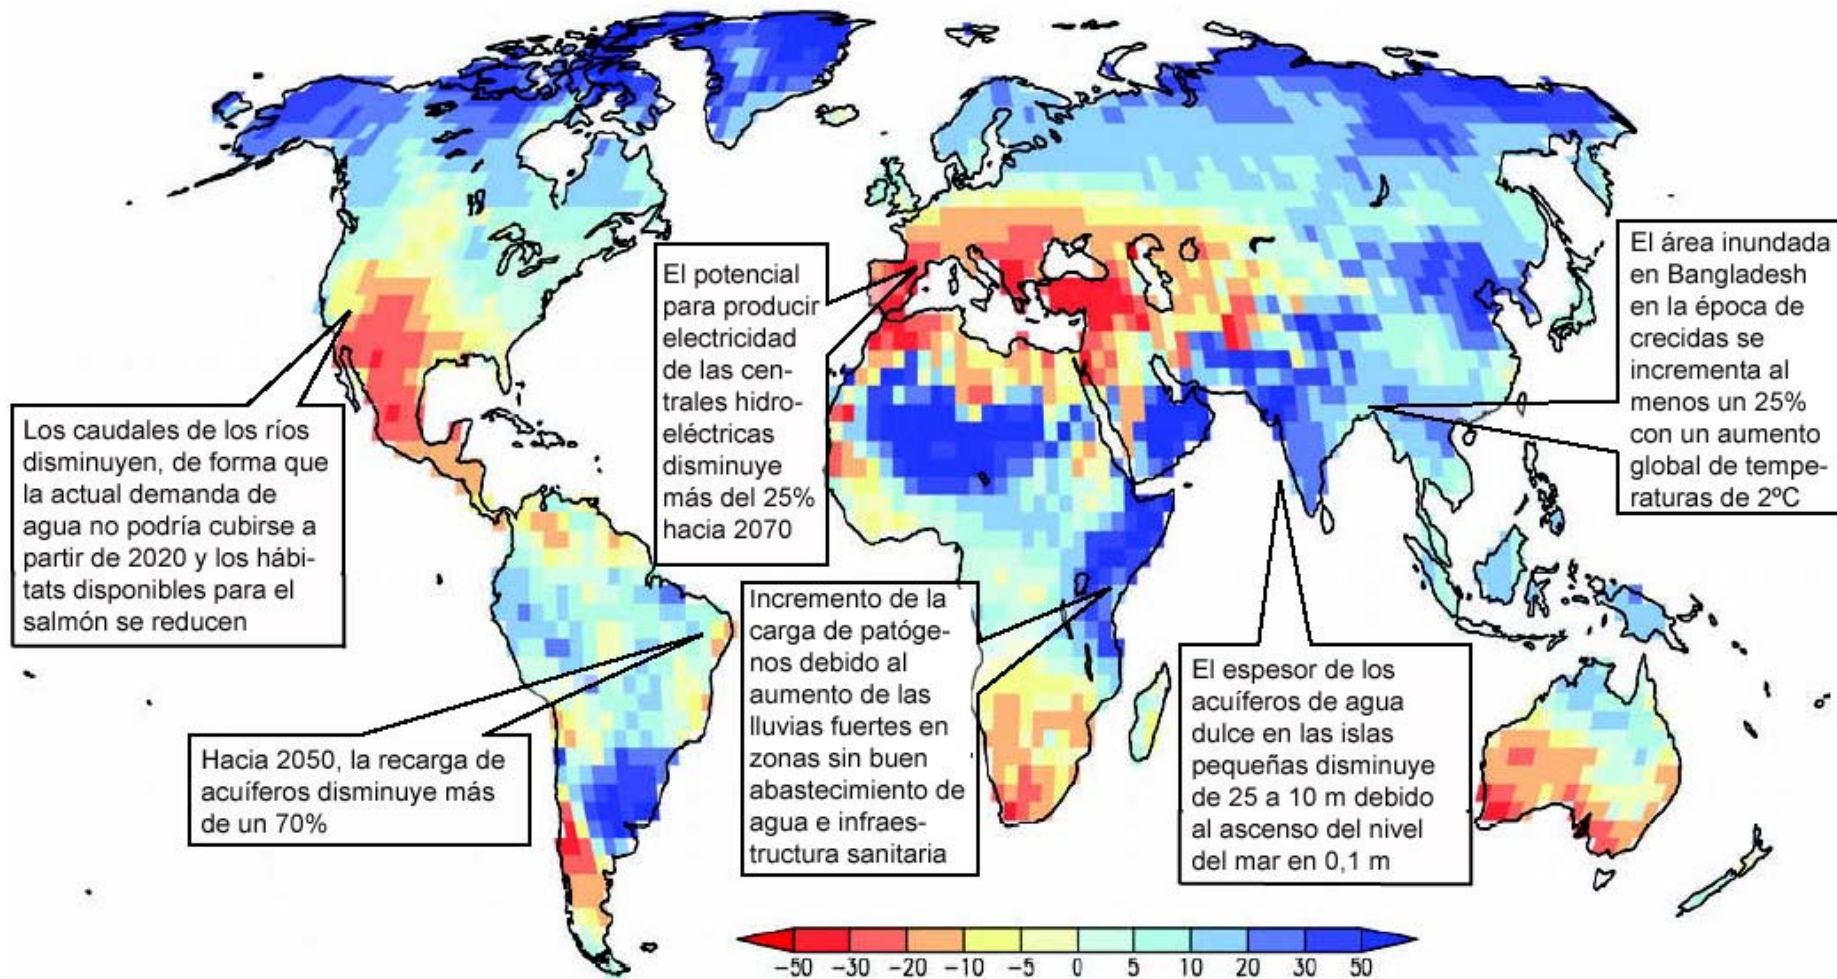 El potencial
para producir
electricidad
de las cen-
trales hidro-
eléctricas
disminuye
más del 25%
hacia 2070
El área inundada
en Bangladesh
en la época de
crecidas se
incrementa al
menos un 25%
con un aumento
global de tempe-
raturas de 2ºC
Los caudales de los ríos
disminuyen, de forma que
la actual demanda de
agua no podría cubirse a
partir de 2020 y los hábi-
tats disponibles para el
salmón se reducen
Incremento de la
carga de patóge-
nos debido al
aumento de las
lluvias fuertes en
zonas sin buen
abastecimiento de
agua e infraes-
tructura sanitaria
El espesor de los
acuíferos de agua
dulce en las islas
pequeñas disminuye
de 25 a 10 m debido
al ascenso del nivel
del mar en 0,1 m
Hacia 2050, la recarga de
acuíferos disminuye más
de un 70%
−50 −30 −20 −10 −5 0 5 10 20 30 50